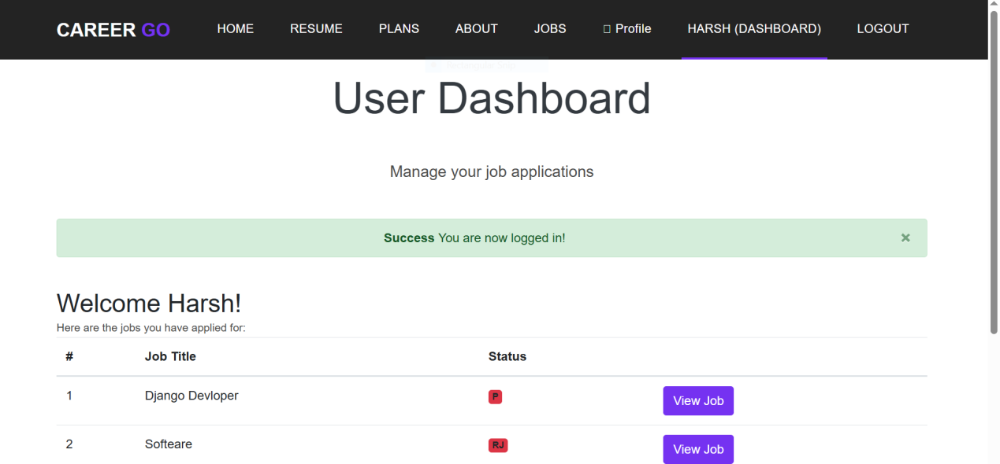 CAREER GO HOME RESUME PLANS ABOUT JOBS Profile HARSH (DASHBOARD) LOGOUT
Rectangular Snip
User Dashboard
Manage your job applications
Success You are now logged in! ×
Welcome Harsh!
Here are the jobs you have applied for:
# Job Title Status
1 Django Devloper P View Job
2 Softeare RJ View Job